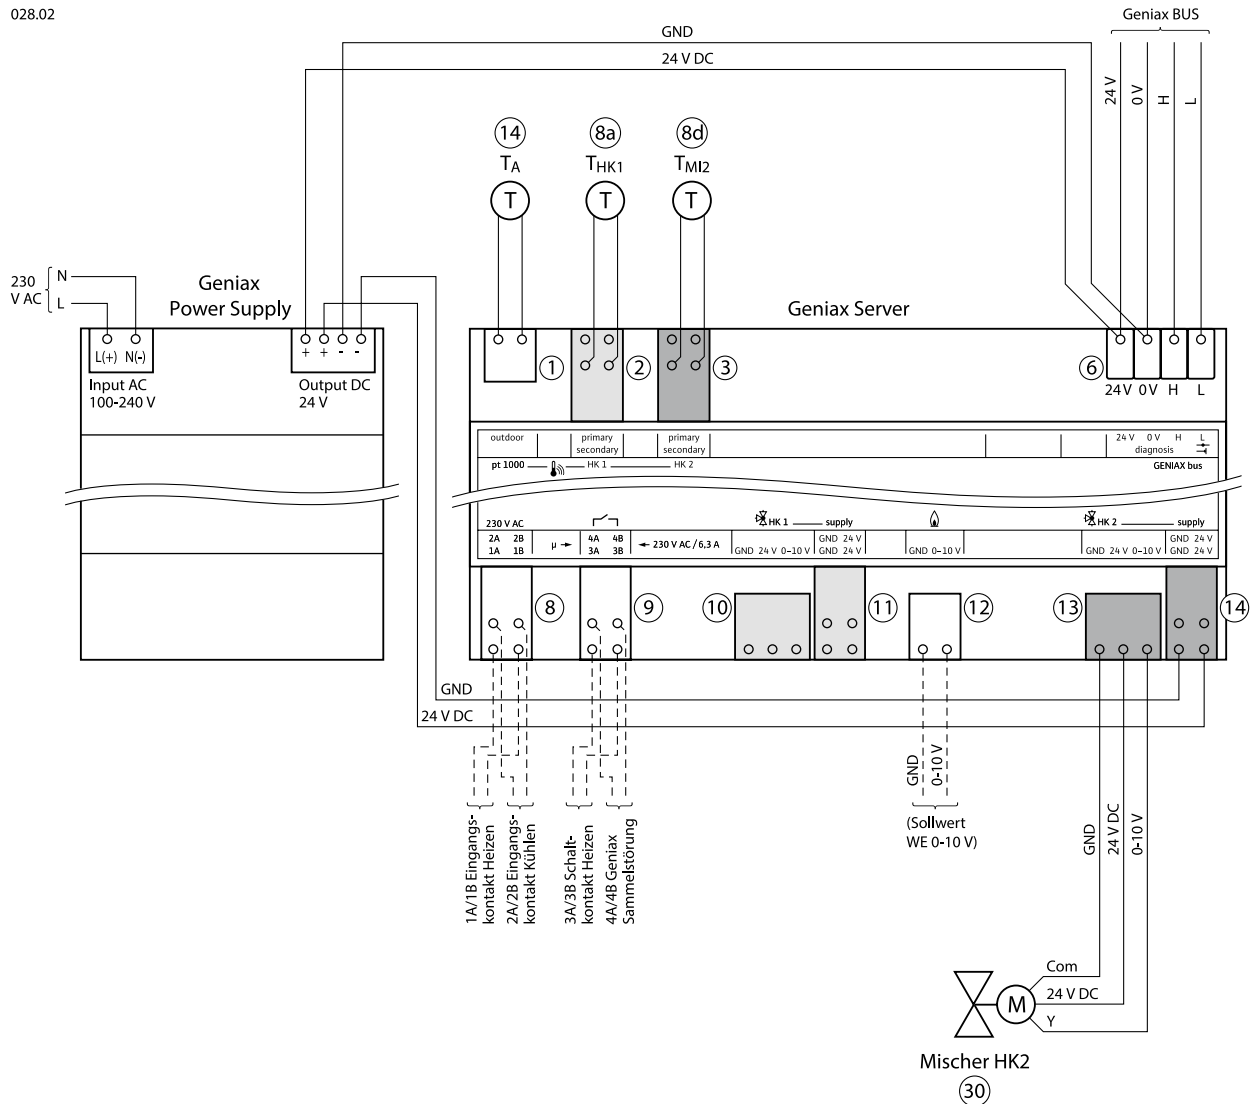 028.02
Geniax BUS
GND
24 V DC
24 V
0 V
H
L
14
8a
8d
TA
THK1
TMI2
T
T
T
230
V AC
N
L
Geniax
Power Supply
Geniax Server
L(+) N(-)
+ + - -
Input AC
100-240 V
Output DC
24 V
1
2
3
6
24 V 0 V H L
outdoor
primary
secondary
primary
secondary
24 V 0 V H L
diagnosis
pt 1000
HK 1
HK 2
GENIAX bus
230 V AC
HK 1
supply
HK 2
supply
2A 2B
1A 1B
µ
4A 4B
3A 3B
230 V AC / 6,3 A
GND 24 V 0–10 V
GND 24 V
GND 24 V
GND 0–10 V
GND 24 V 0–10 V
GND 24 V
GND 24 V
8
9
10
11
12
13
14
GND
24 V DC
1A/1B Eingangs-
kontakt Heizen
2A/2B Eingangs-
kontakt Kühlen
3A/3B Schalt-
kontakt Heizen
4A/4B Geniax
Sammelstörung
GND
0-10 V
(Sollwert
WE 0-10 V)
GND
24 V DC
0-10 V
Com
24 V DC
Y
M
Mischer HK2
30